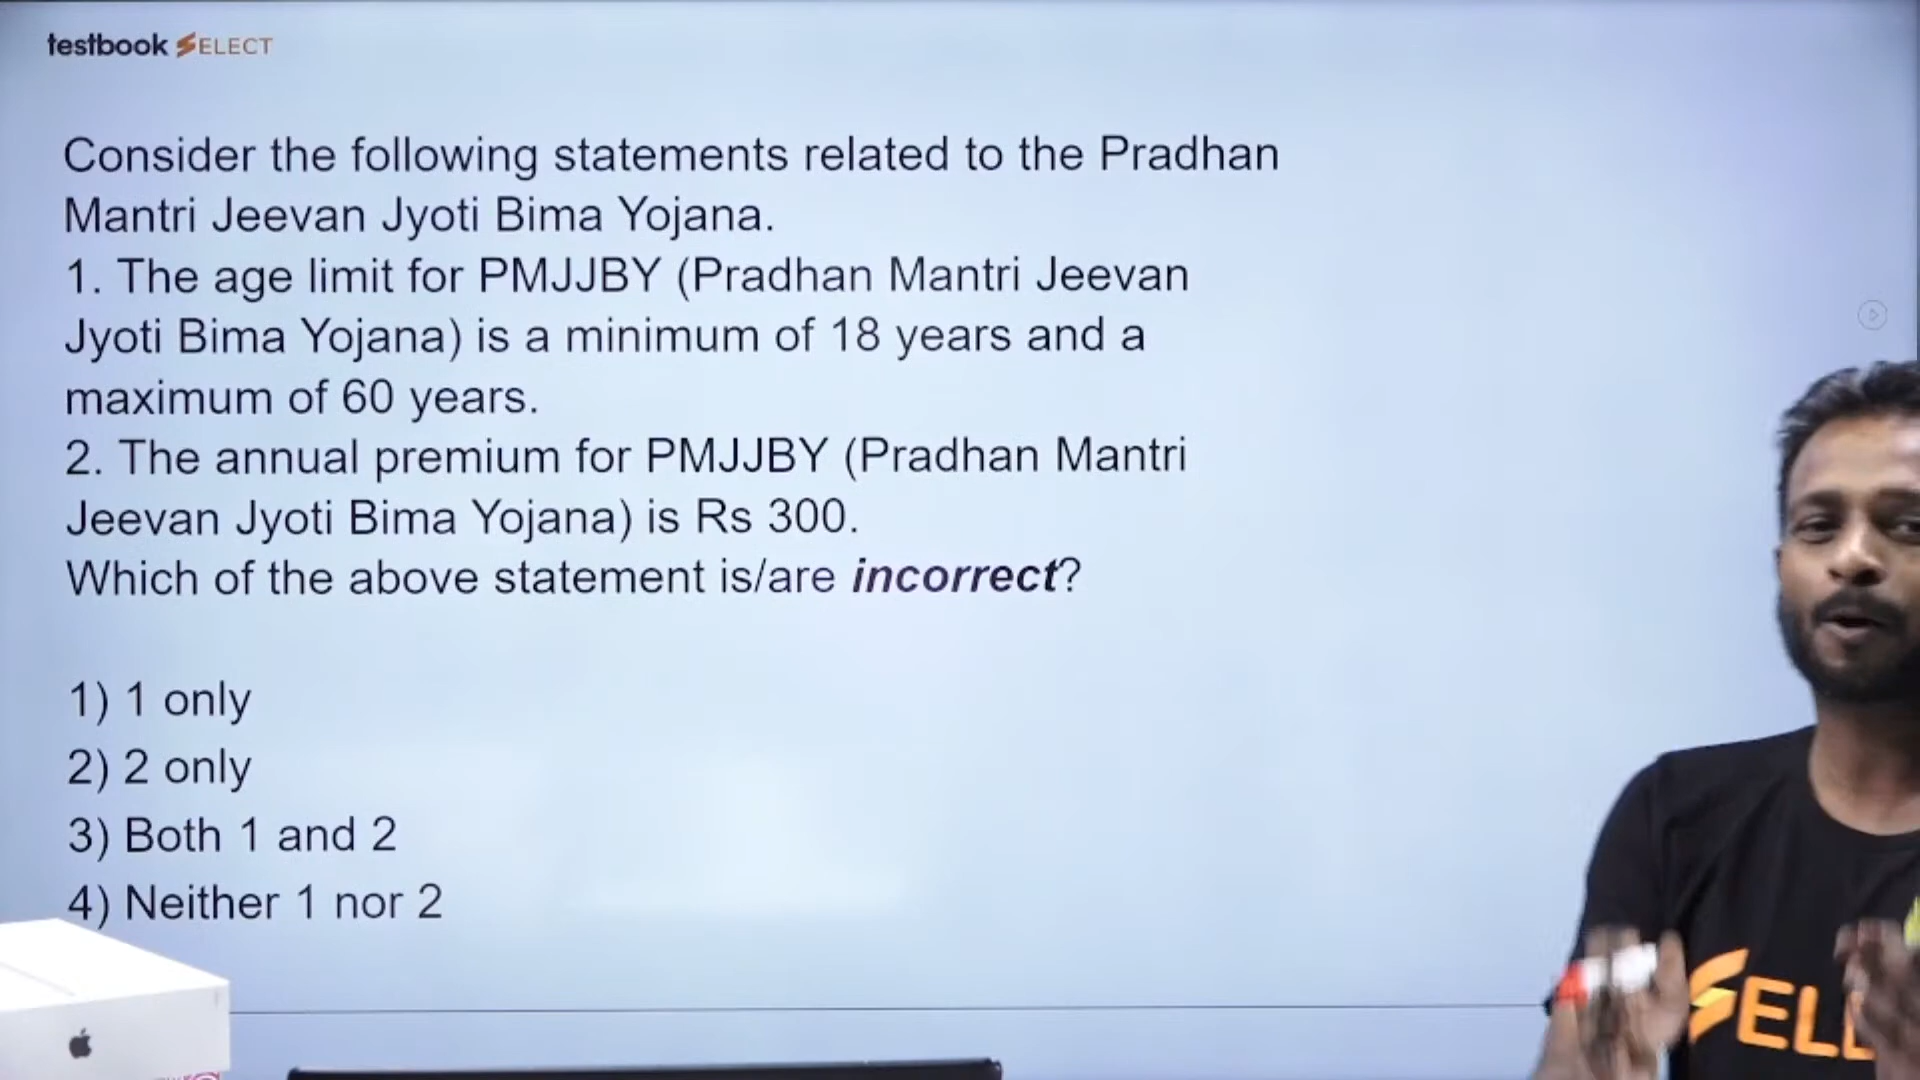 testbook SELECT
Consider the following statements related to the Pradhan
Mantri Jeevan Jyoti Bima Yojana.
1. The age limit for PMJJBY (Pradhan Mantri Jeevan
Jyoti Bima Yojana) is a minimum of 18 years and a
maximum of 60 years.
2. The annual premium for PMJJBY (Pradhan Mantri
Jeevan Jyoti Bima Yojana) is Rs 300.
Which of the above statement is/are incorrect?
1) 1 only
2) 2 only
3) Both 1 and 2
4) Neither 1 nor 2